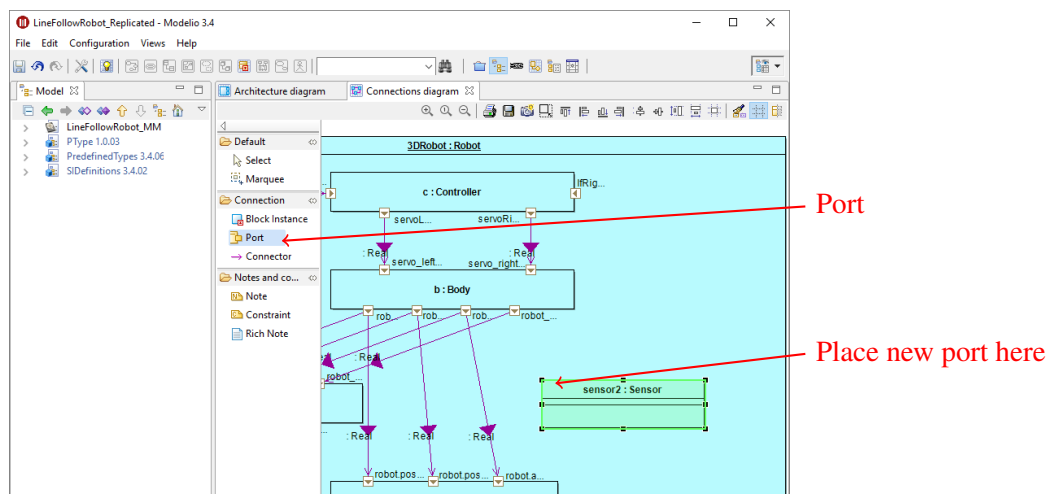 LineFollowRobot_Replicated - Modelio 3.4
File Edit Configuration Views Help
Model
Architecture diagram
Connections diagram
LineFollowRobot_MM
PType 1.0.03
PredefinedTypes 3.4.06
SIDefinitions 3.4.02
Default
Select
Marquee
Connection
Block Instance
Port
Connector
Notes and co...
Note
Constraint
Rich Note
3DRobot : Robot
c : Controller
lfRig...
servoL...
servoRi...
: Real
: Real
servo_left...
servo_right...
b : Body
rob...
rob...
rob...
robot_...
: Real
robot_...
sensor2 : Sensor
: Real
: Real
: Real
robot.pos...
robot.pos...
robot.a...
Port
Place new port here